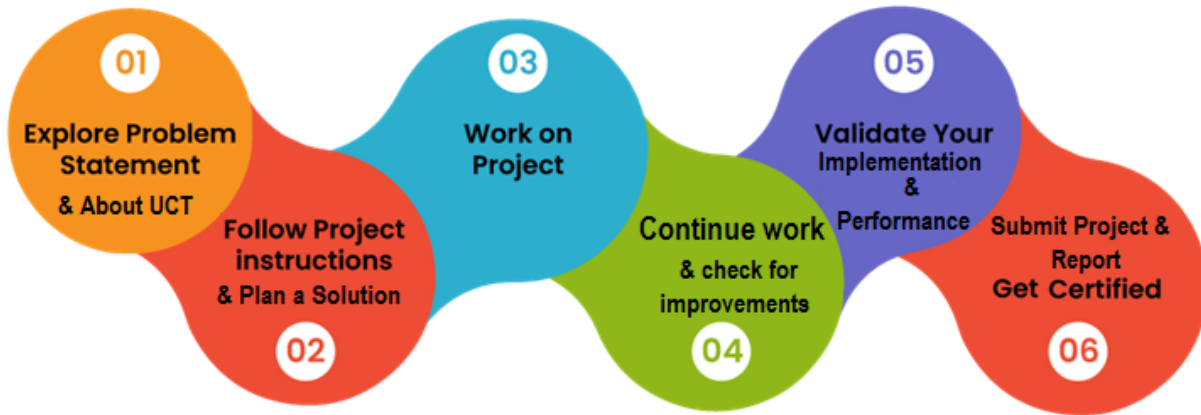 01
Explore Problem
Statement
& About UCT
Follow Project
instructions
& Plan a Solution
02
03
Work on
Project
Continue work
& check for
improvements
04
05
Validate Your
Implementation
&
Performance
Submit Project &
Report
Get Certified
06